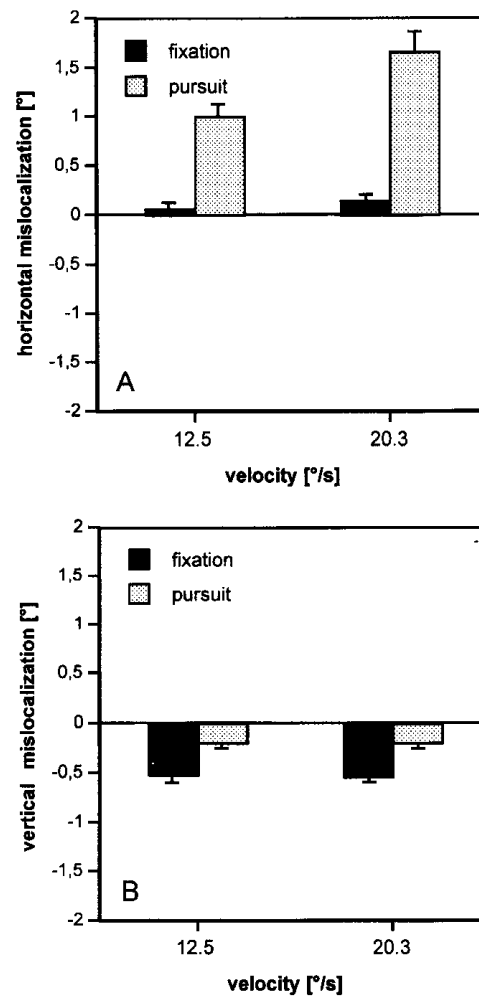 2
1,5
1
0,5
0
-0,5
-1
-1,5
-2
horizontal mislocalization [°]
fixation
pursuit
A
12.5 20.3
velocity [°/s]
2
1,5
1
0,5
0
-0,5
-1
-1,5
-2
vertical mislocalization [°]
fixation
pursuit
B
12.5 20.3
velocity [°/s]